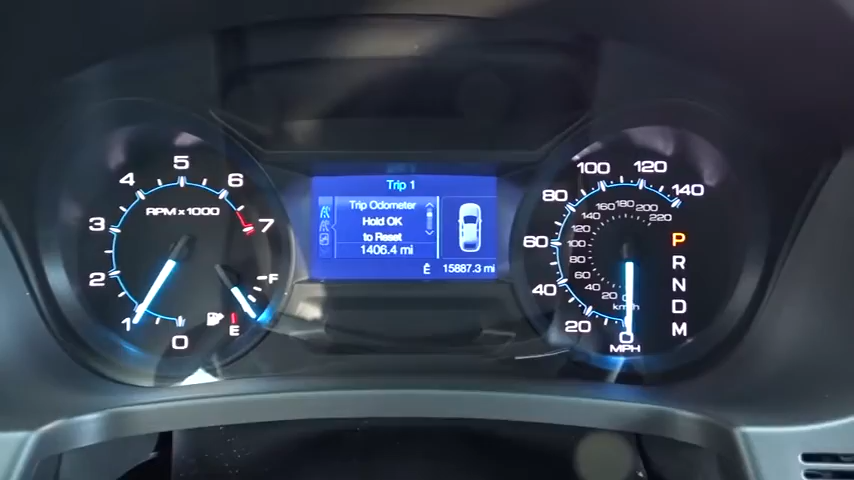 5
4
6
RPMx1000
3
7
2
F
1
0
E
Trip 1
Trip Odometer
Hold OK
to Reset
1406.4 mi
E
15887.3 mi
100
120
80
140
160
180
200
140
220
120
60
100
80
60
40
40
20
0
km/h
20
0
MPH
P
R
N
D
M